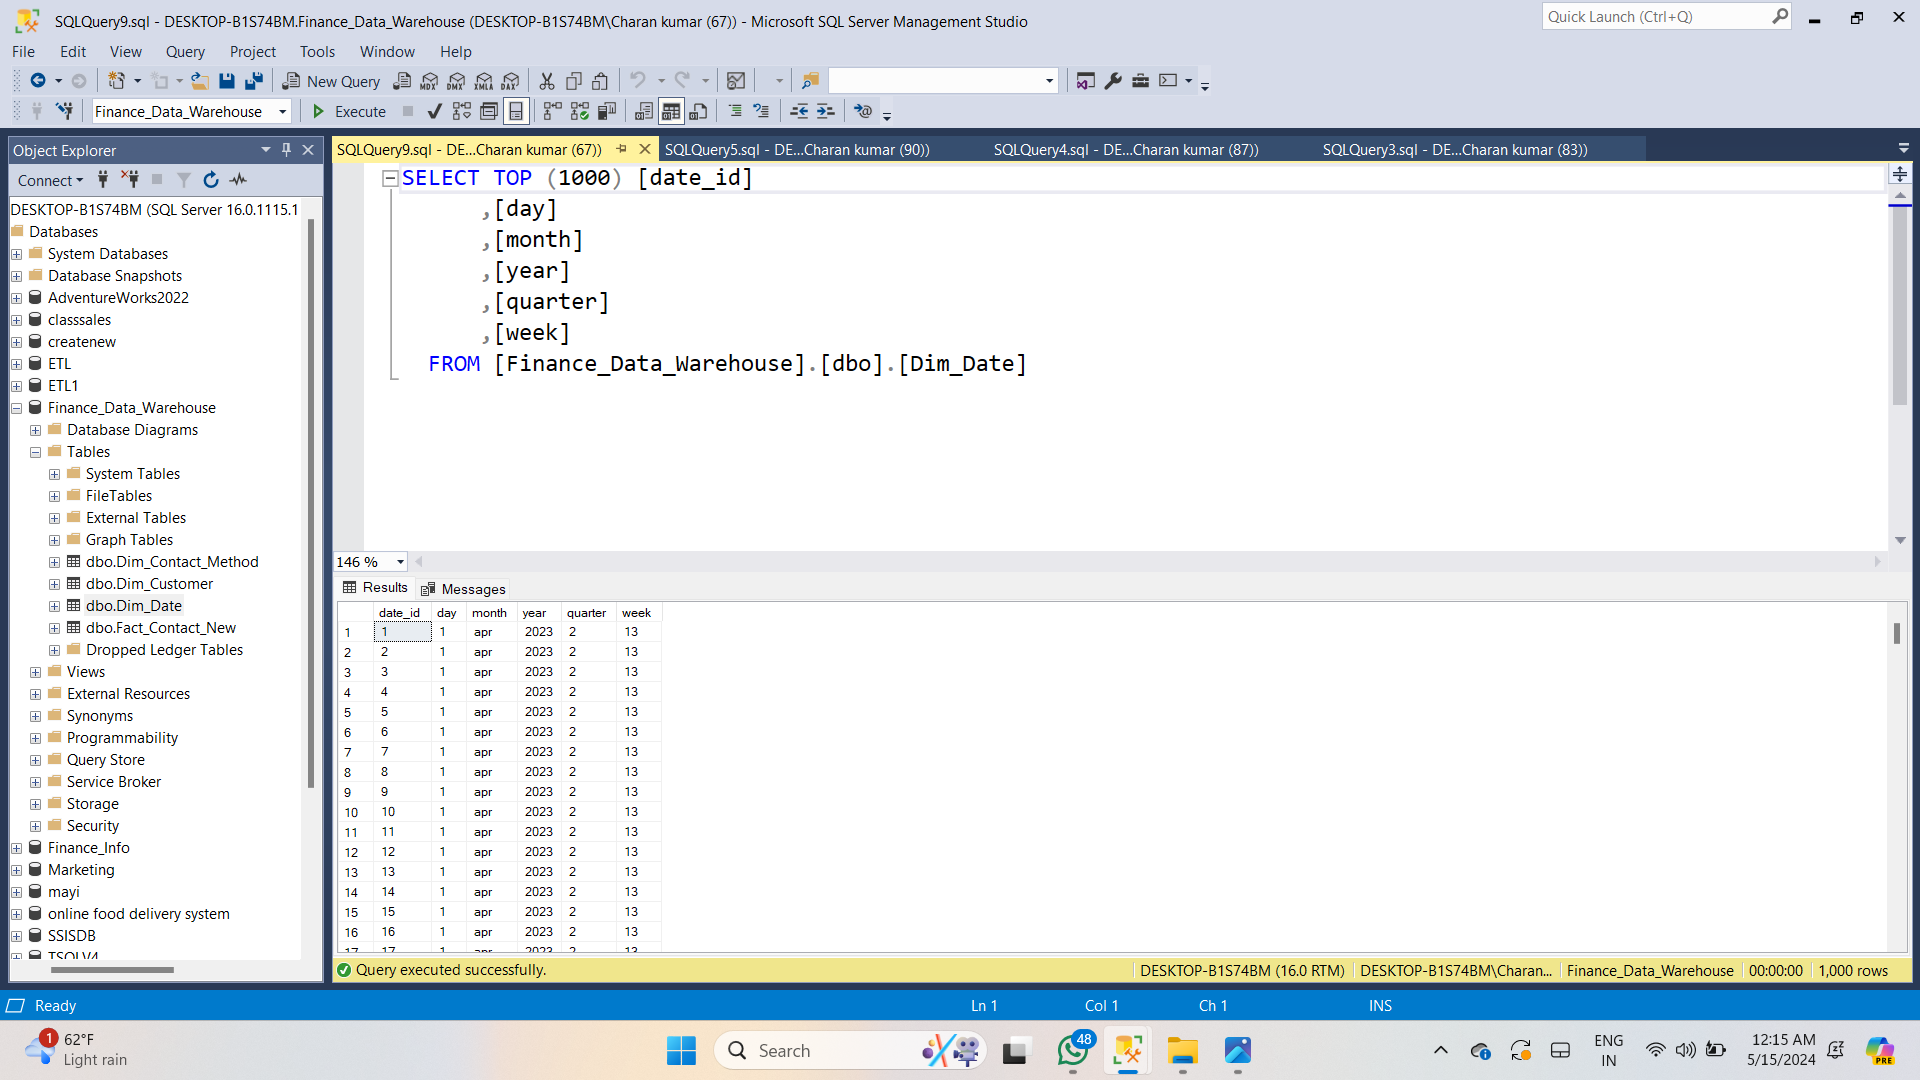 SQLQuery9.sql - DESKTOP-B1S74BM.Finance_Data_Warehouse (DESKTOP-B1S74BM\Charan kumar (67)) - Microsoft SQL Server Management Studio
Quick Launch (Ctrl+Q)
File Edit View Query Project Tools Window Help
New Query MDX DMX XMLA DAX
Finance_Data_Warehouse Execute
Object Explorer
Connect
DESKTOP-B1S74BM (SQL Server 16.0.1115.1
Databases
System Databases
Database Snapshots
AdventureWorks2022
classsales
createnew
ETL
ETL1
Finance_Data_Warehouse
Database Diagrams
Tables
System Tables
FileTables
External Tables
Graph Tables
dbo.Dim_Contact_Method
dbo.Dim_Customer
dbo.Dim_Date
dbo.Fact_Contact_New
Dropped Ledger Tables
Views
External Resources
Synonyms
Programmability
Query Store
Service Broker
Storage
Security
Finance_Info
Marketing
mayi
online food delivery system
SSISDB
TSQLV4
SQLQuery9.sql - DE...Charan kumar (67)) SQLQuery5.sql - DE...Charan kumar (90)) SQLQuery4.sql - DE...Charan kumar (87)) SQLQuery3.sql - DE...Charan kumar (83))
SELECT TOP (1000) [date_id]
,[day]
,[month]
,[year]
,[quarter]
,[week]
FROM [Finance_Data_Warehouse].[dbo].[Dim_Date]
146 %
Results Messages
date_id day month year quarter week
1 1 1 apr 2023 2 13
2 2 1 apr 2023 2 13
3 3 1 apr 2023 2 13
4 4 1 apr 2023 2 13
5 5 1 apr 2023 2 13
6 6 1 apr 2023 2 13
7 7 1 apr 2023 2 13
8 8 1 apr 2023 2 13
9 9 1 apr 2023 2 13
10 10 1 apr 2023 2 13
11 11 1 apr 2023 2 13
12 12 1 apr 2023 2 13
13 13 1 apr 2023 2 13
14 14 1 apr 2023 2 13
15 15 1 apr 2023 2 13
16 16 1 apr 2023 2 13
17 17 1 apr 2023 2 13
Query executed successfully. DESKTOP-B1S74BM (16.0 RTM) DESKTOP-B1S74BM\Charan... Finance_Data_Warehouse 00:00:00 1,000 rows
Ready Ln 1 Col 1 Ch 1 INS
1
62°F
Light rain
Search
48
ENG
IN
12:15 AM
5/15/2024
PRE